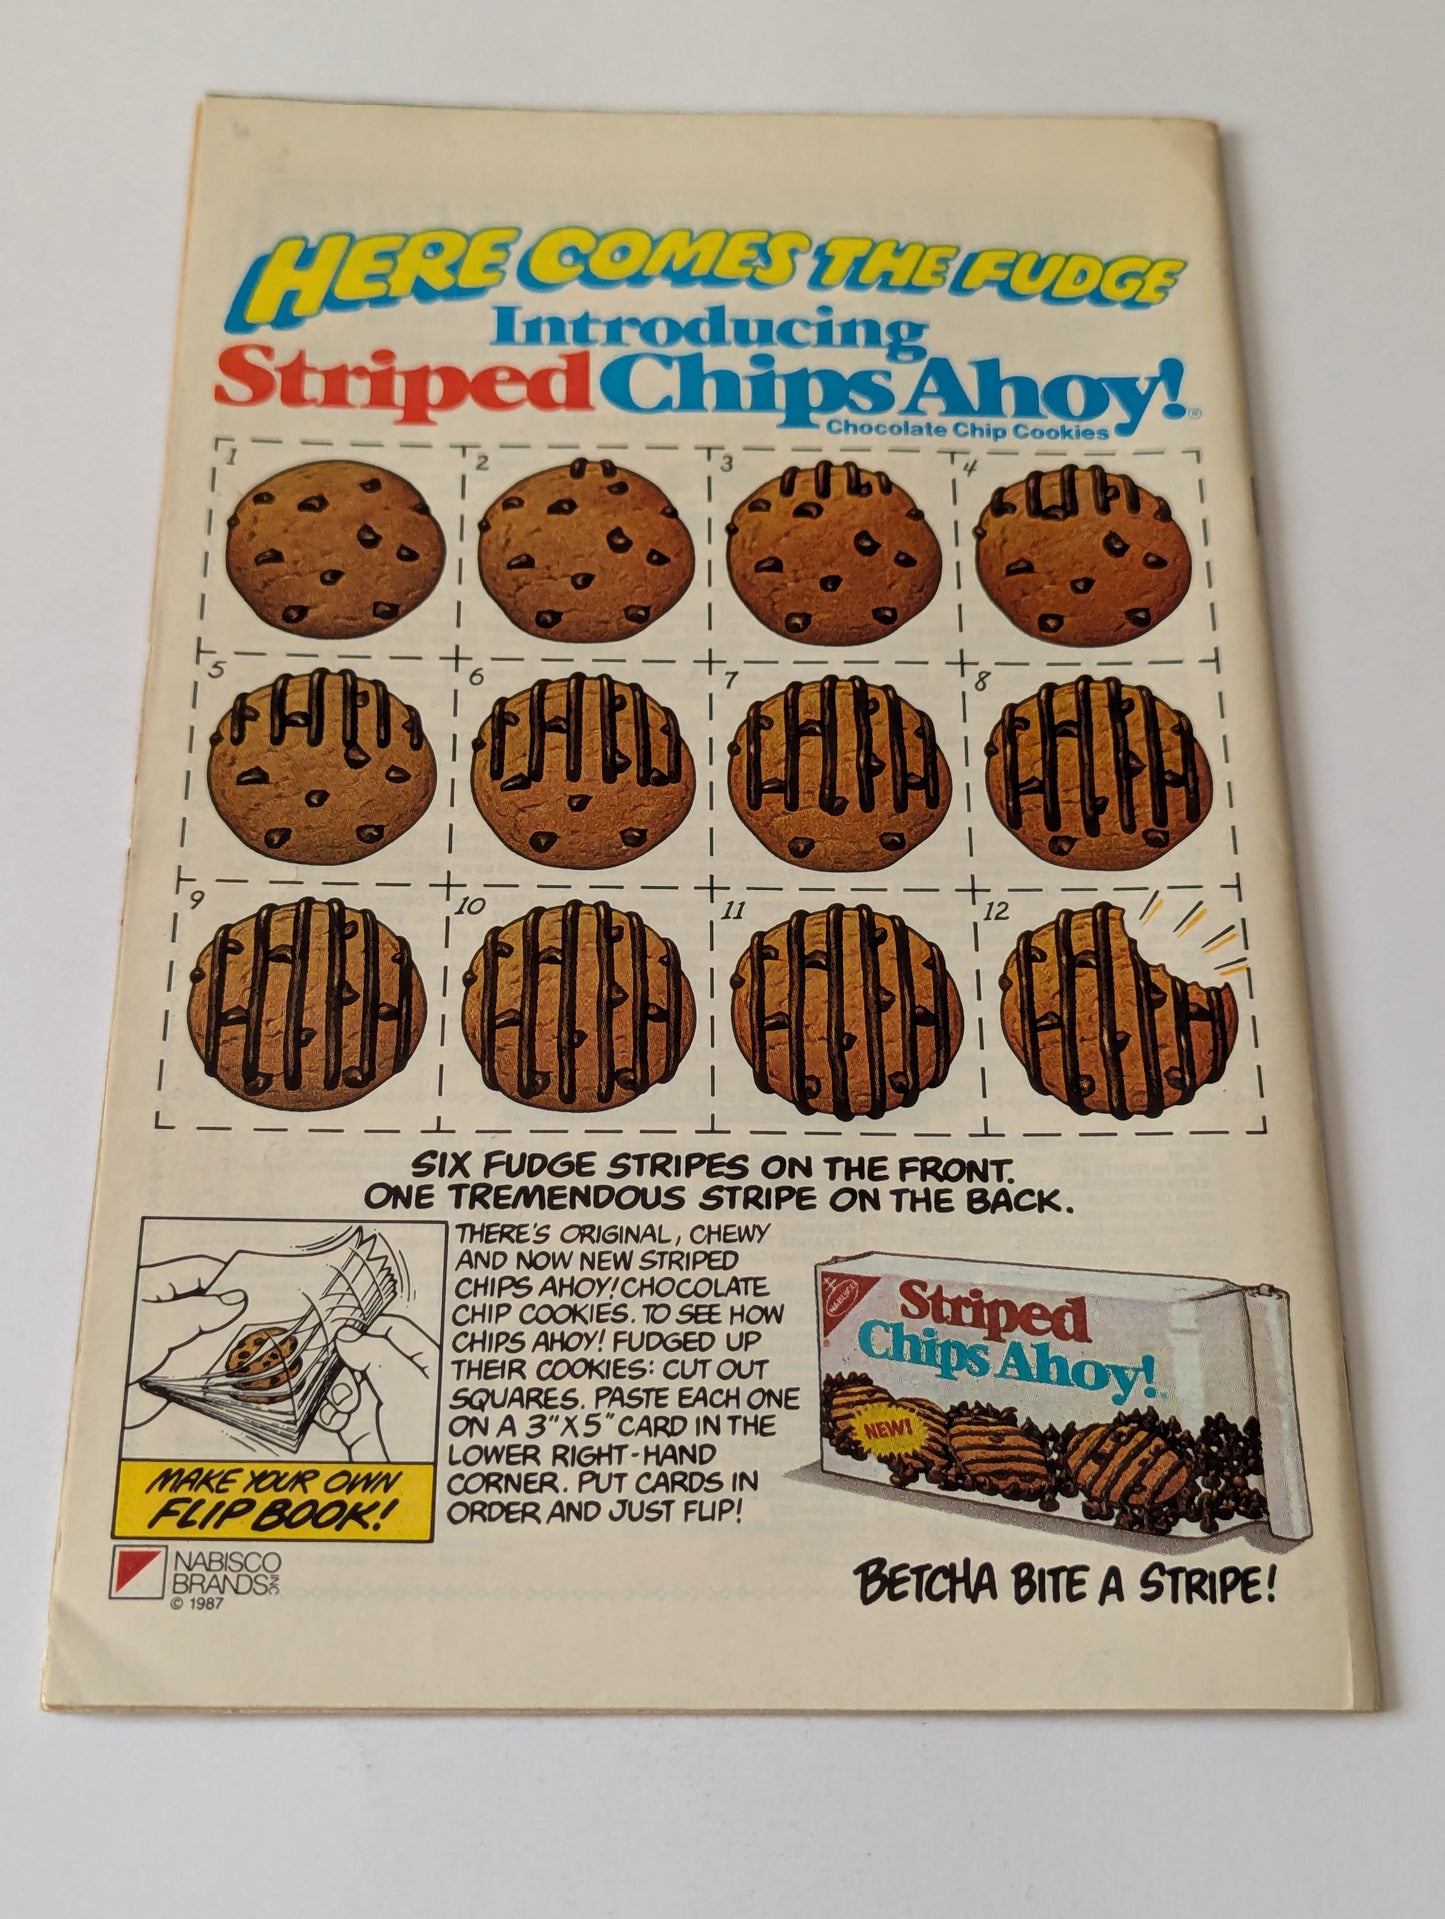 HERE COMES THE FUDGE
Introducing
Striped Chips Ahoy!®
Chocolate Chip Cookies
1
2
3
4
5
6
7
8
9
10
11
12
SIX FUDGE STRIPES ON THE FRONT.
ONE TREMENDOUS STRIPE ON THE BACK.
THERE'S ORIGINAL, CHEWY
AND NOW NEW STRIPED
CHIPS AHOY! CHOCOLATE
CHIP COOKIES. TO SEE HOW
CHIPS AHOY! FUDGED UP
THEIR COOKIES: CUT OUT
SQUARES. PASTE EACH ONE
ON A 3"X5" CARD IN THE
LOWER RIGHT-HAND
CORNER. PUT CARDS IN
ORDER AND JUST FLIP!
MAKE YOUR OWN
FLIP BOOK!
NABISCO
BRANDS INC
© 1987
NABISCO
Striped
Chips Ahoy!
NEW!
BETCHA BITE A STRIPE!